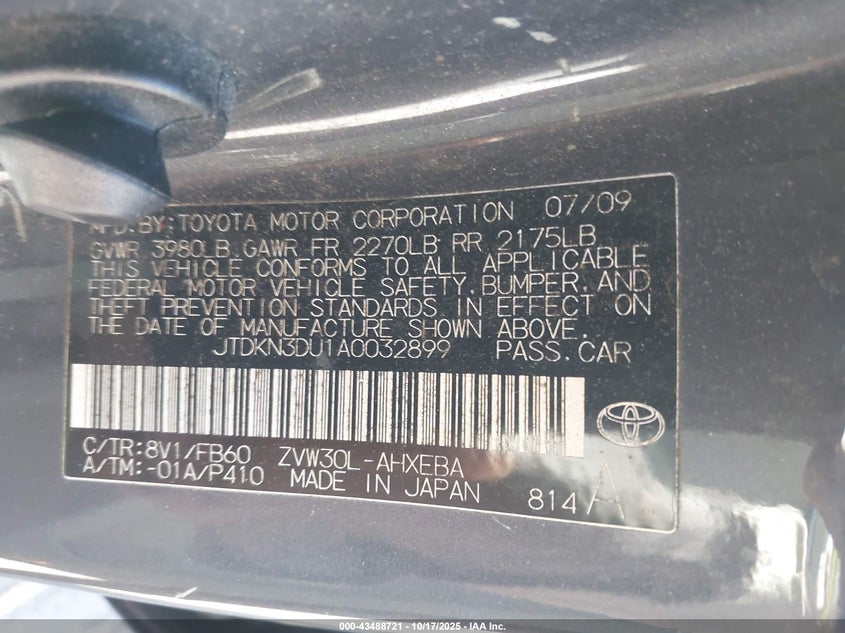 MFD.BY:TOYOTA MOTOR CORPORATION 07/09
GVWR 3980LB GAWR FR 2270LB RR 2175LB
THIS VEHICLE CONFORMS TO ALL APPLICABLE
FEDERAL MOTOR VEHICLE SAFETY, BUMPER, AND
THEFT PREVENTION STANDARDS IN EFFECT ON
THE DATE OF MANUFACTURE SHOWN ABOVE.
JTDKN3DU1A0032899 PASS.CAR
C/TR:8V1/FB60 ZVW30L-AHXEBA
A/TM:-01A/P410 MADE IN JAPAN 814A
000-43488721 | 10/17/2025 - IAA Inc.